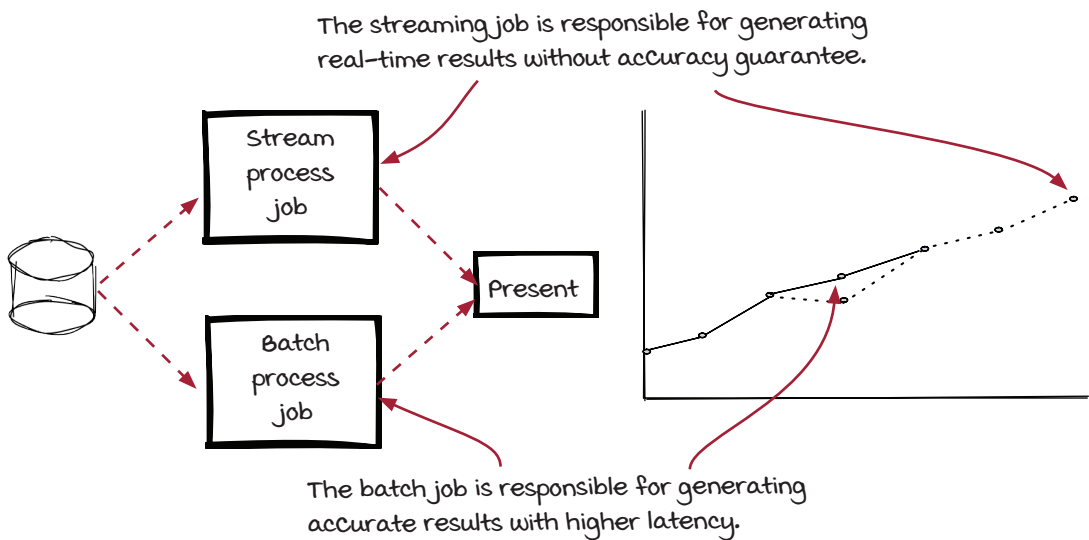 The streaming job is responsible for generating
real-time results without accuracy guarantee.
Stream
process
job
Present
Batch
process
job
The batch job is responsible for generating
accurate results with higher latency.